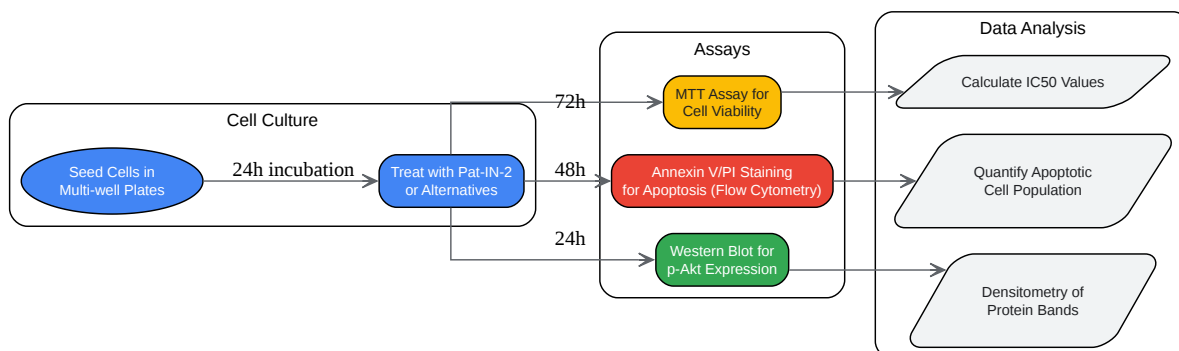 Cell Culture
Seed Cells in
Multi-well Plates
24h incubation
Treat with Pat-IN-2
or Alternatives
72h
48h
24h
Assays
MTT Assay for
Cell Viability
Annexin V/PI Staining
for Apoptosis (Flow Cytometry)
Western Blot for
p-Akt Expression
Data Analysis
Calculate IC50 Values
Quantify Apoptotic
Cell Population
Densitometry of
Protein Bands